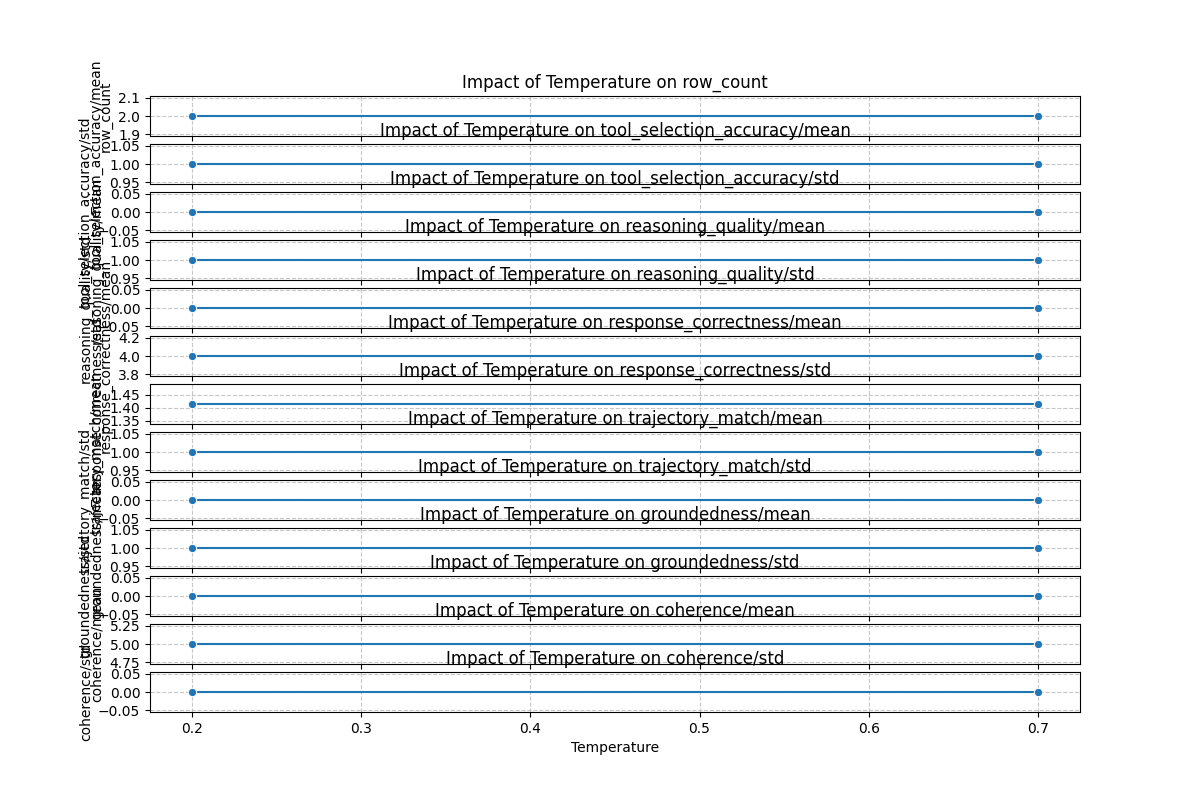 Impact of Temperature on row_count
2.1
2.0
1.9
row_count
Impact of Temperature on tool_selection_accuracy/mean
1.05
1.00
0.95
Impact of Temperature on tool_selection_accuracy/std
0.05
0.00
−0.05
Impact of Temperature on reasoning_quality/mean
1.05
1.00
0.95
Impact of Temperature on reasoning_quality/std
0.05
0.00
−0.05
Impact of Temperature on response_correctness/mean
4.2
4.0
3.8
Impact of Temperature on response_correctness/std
1.45
1.40
1.35
Impact of Temperature on trajectory_match/mean
1.05
1.00
0.95
Impact of Temperature on trajectory_match/std
0.05
0.00
−0.05
Impact of Temperature on groundedness/mean
1.05
1.00
0.95
Impact of Temperature on groundedness/std
0.05
0.00
−0.05
Impact of Temperature on coherence/mean
5.25
5.00
4.75
coherence/mean
Impact of Temperature on coherence/std
0.05
0.00
−0.05
coherence/std
0.2 0.3 0.4 0.5 0.6 0.7
Temperature